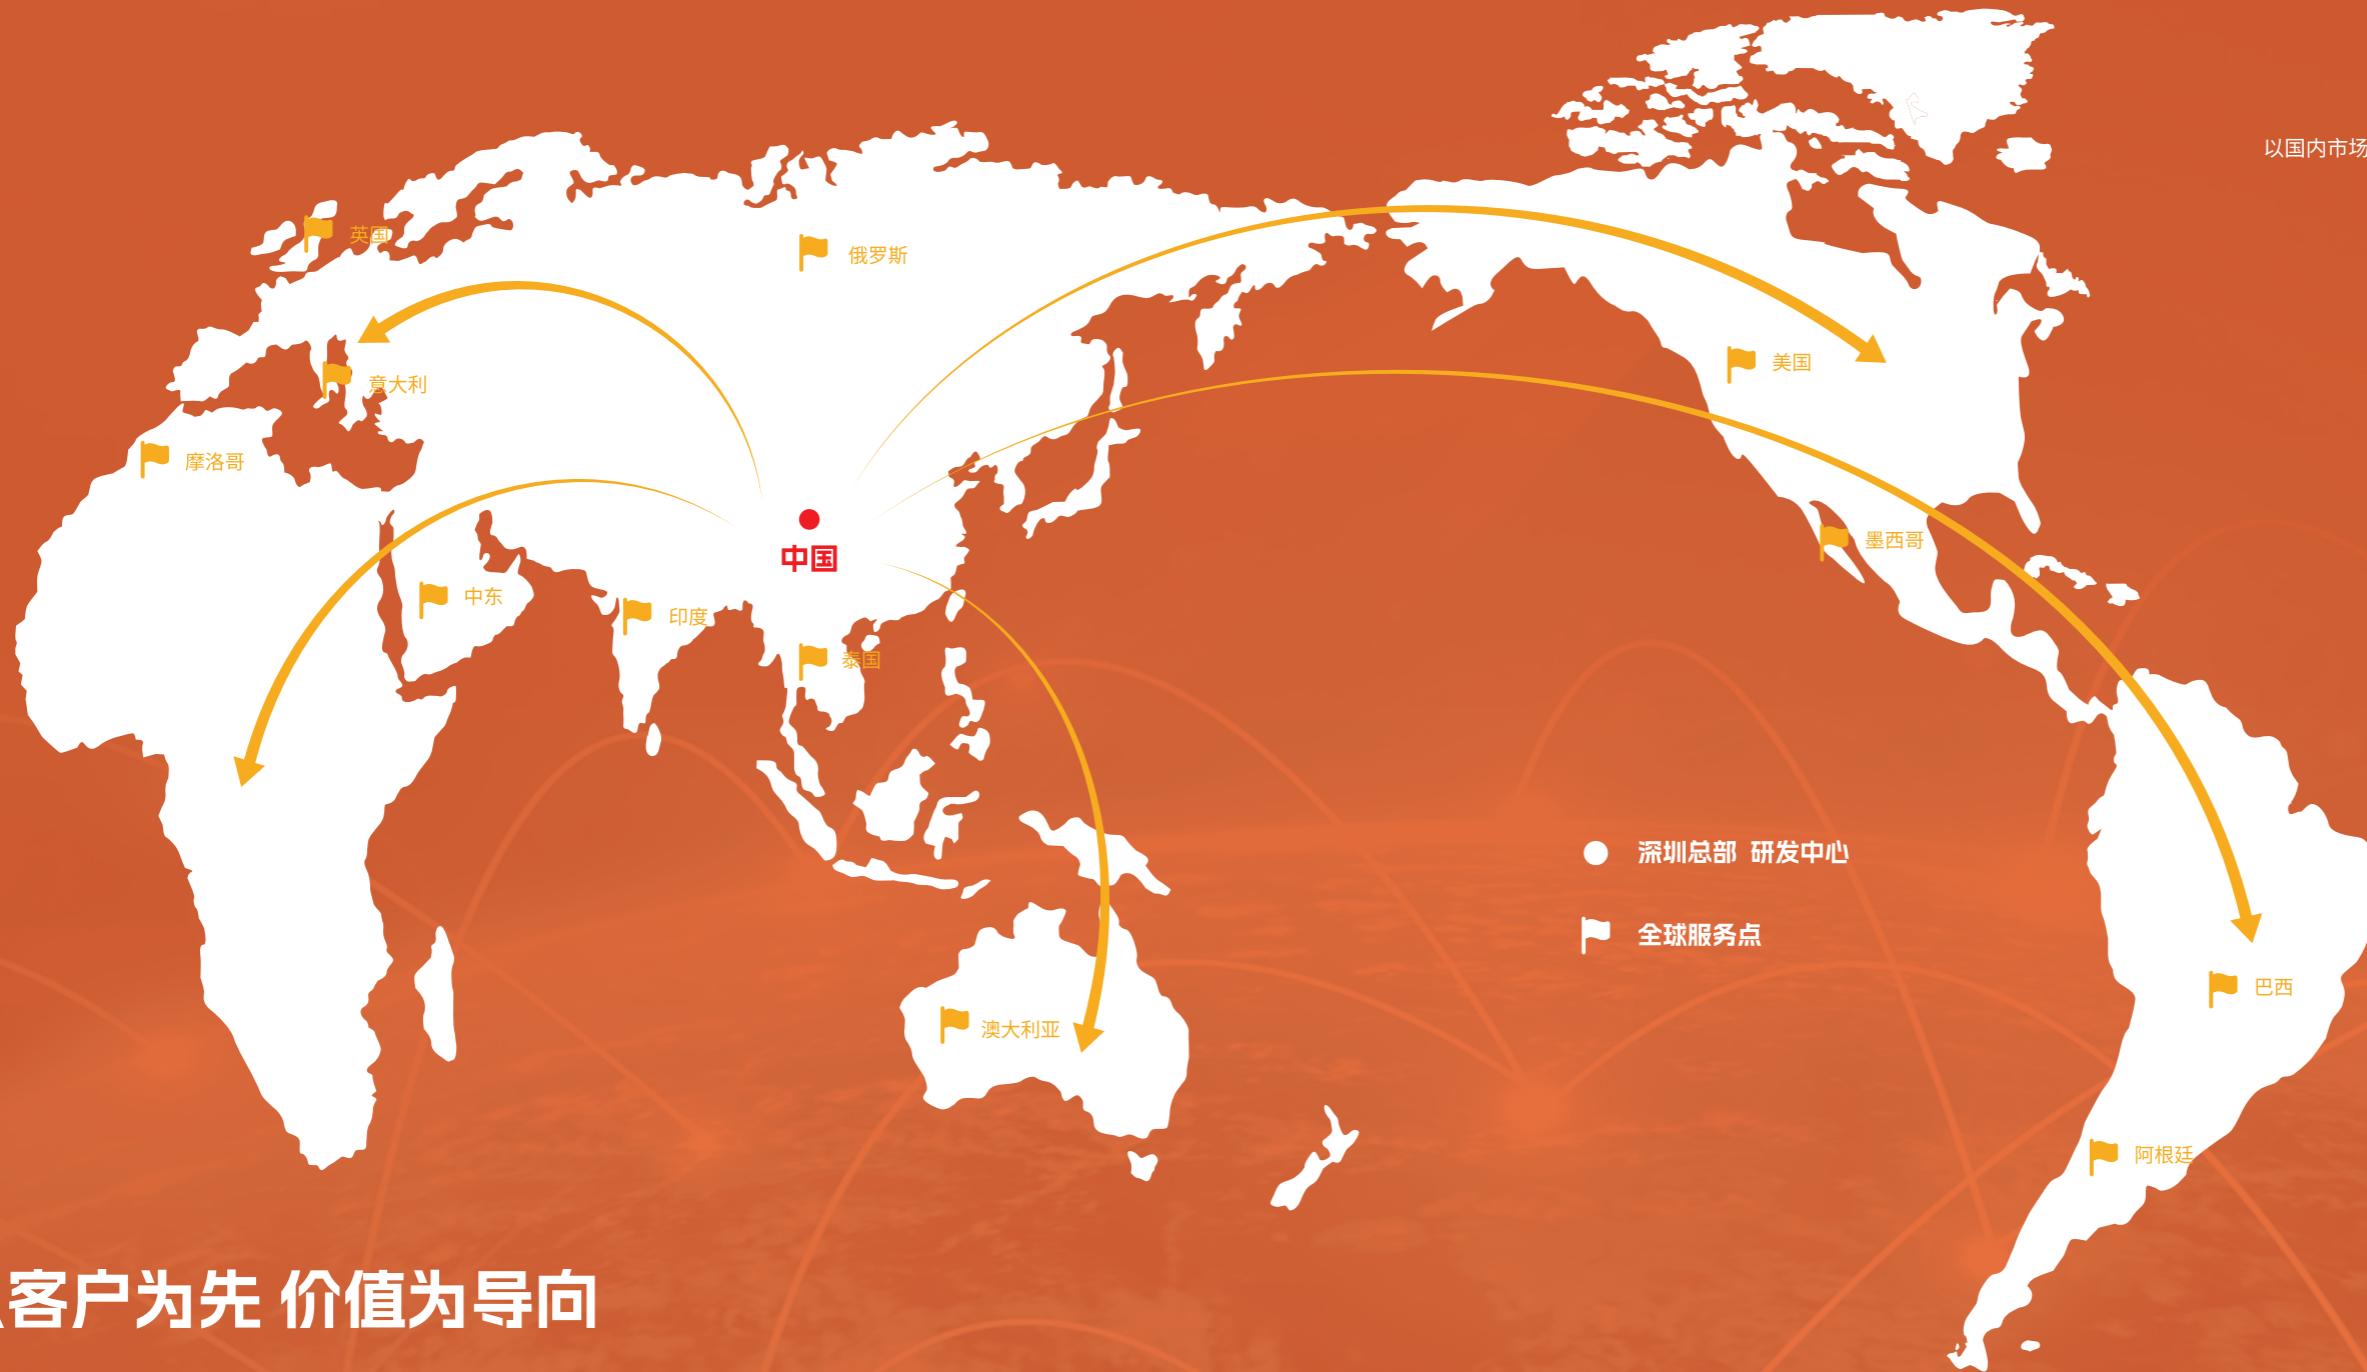 以国内市场
英国
俄罗斯
美国
意大利
摩洛哥
墨西哥
中国
中东
印度
泰国
深圳总部 研发中心
全球服务点
巴西
澳大利亚
阿根廷
客户为先 价值为导向